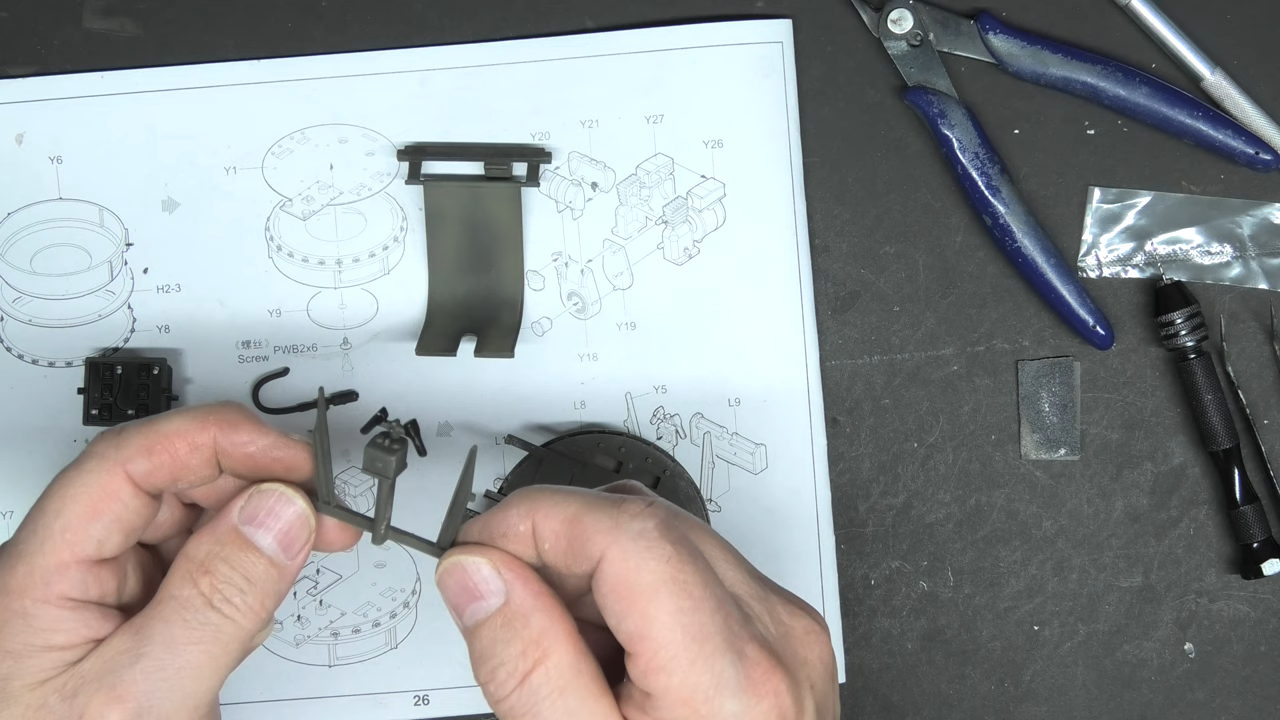 Y6
H2-3
Y8
Y1
Y9
《螺丝》
Screw PWB2x6
Y20
Y21
Y27
Y26
Y19
Y18
Y5
L8
L9
Y7
26